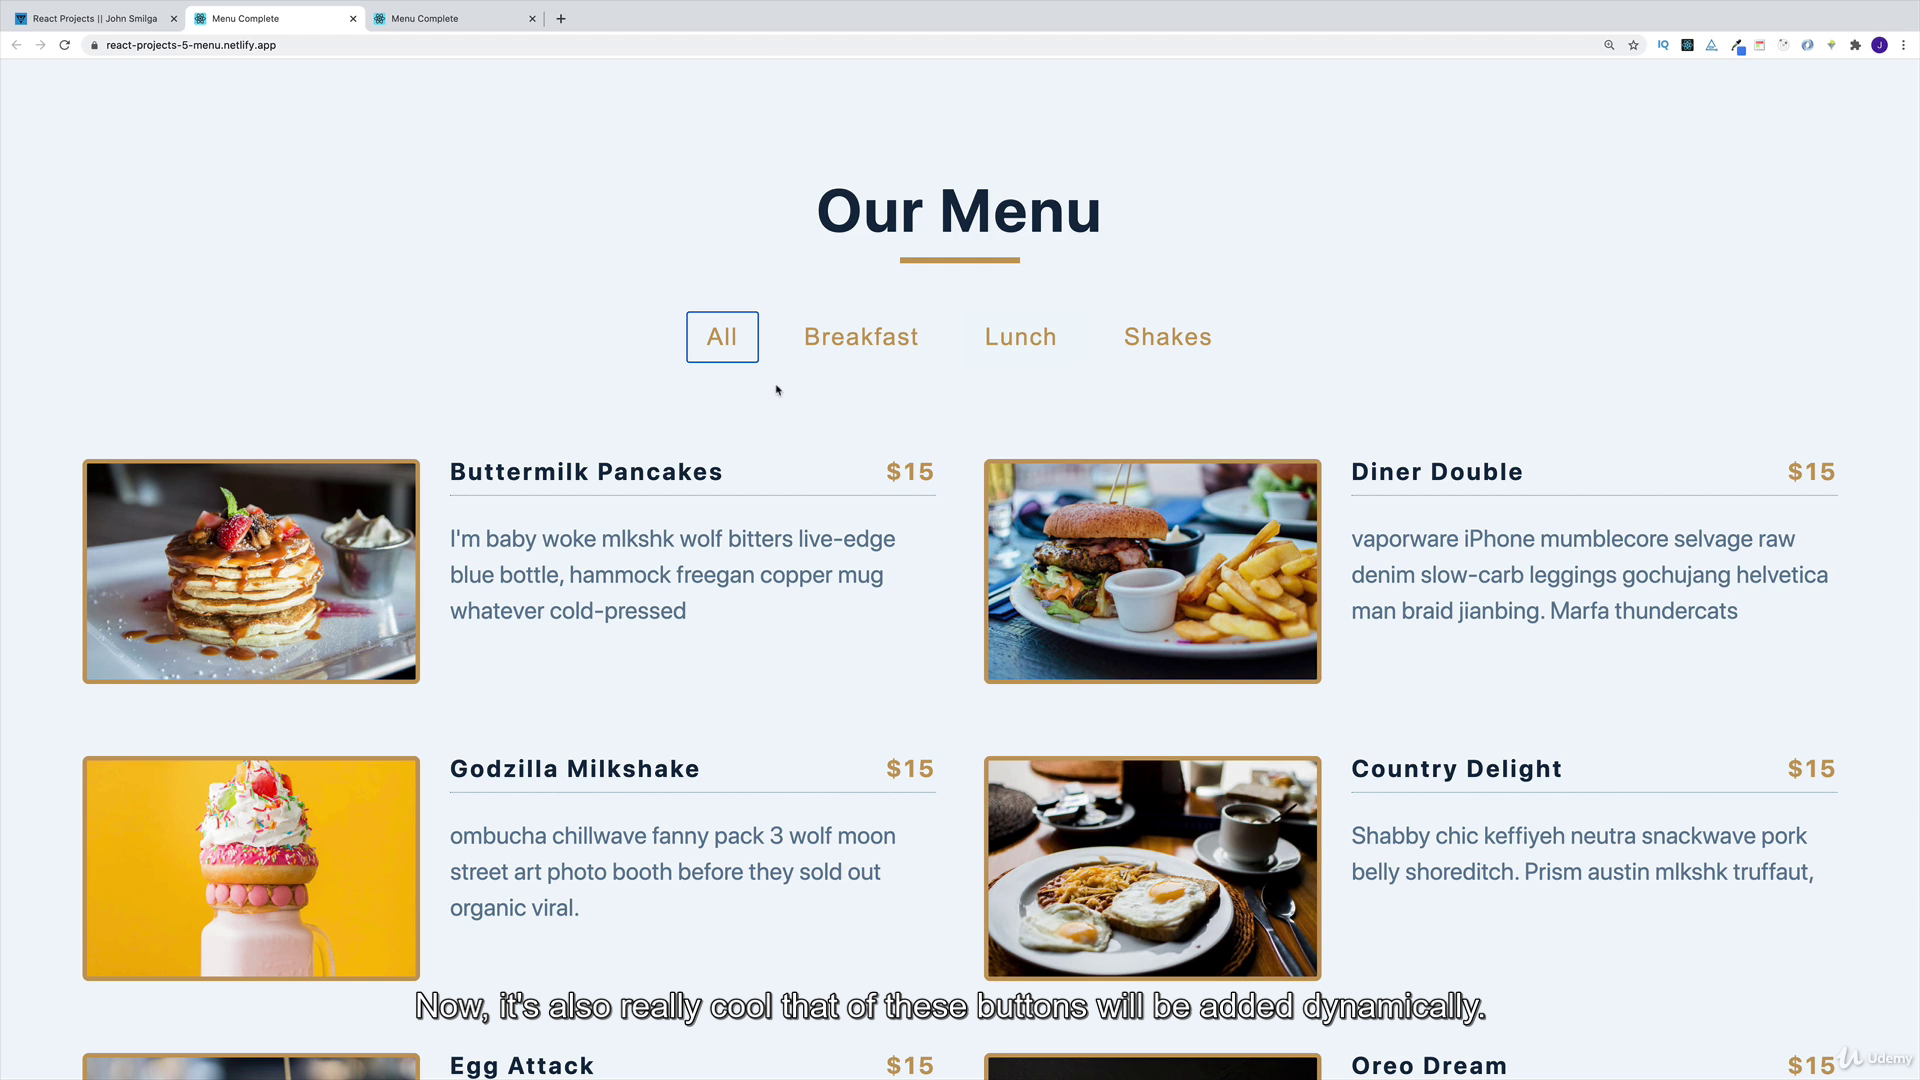 React Projects || John Smilga
Menu Complete
Menu Complete
react-projects-5-menu.netlify.app
IQ
J
Our Menu
All
Breakfast
Lunch
Shakes
Buttermilk Pancakes
$15
I'm baby woke mlkshk wolf bitters live-edge
blue bottle, hammock freegan copper mug
whatever cold-pressed
Diner Double
$15
vaporware iPhone mumblecore selvage raw
denim slow-carb leggings gochujang helvetica
man braid jianbing. Marfa thundercats
Godzilla Milkshake
$15
ombucha chillwave fanny pack 3 wolf moon
street art photo booth before they sold out
organic viral.
Country Delight
$15
Shabby chic keffiyeh neutra snackwave pork
belly shoreditch. Prism austin mlkshk truffaut,
Now, it's also really cool that of these buttons will be added dynamically.
Egg Attack
$15
Oreo Dream
$15
Udemy